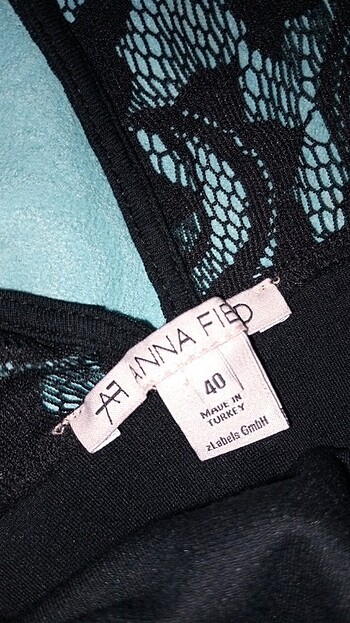 AF ANNA FIELD
40
MADE IN
TURKEY
zLabels GmbH